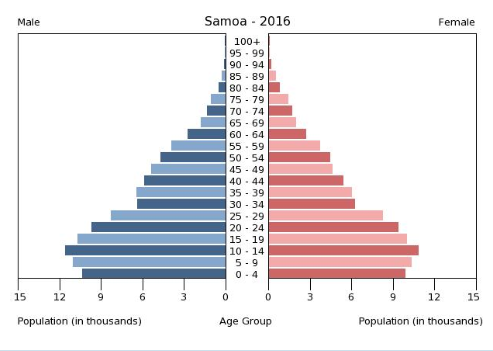 Male Samoa - 2016 Female
100+
95 - 99
90 - 94
85 - 89
80 - 84
75 - 79
70 - 74
65 - 69
60 - 64
55 - 59
50 - 54
45 - 49
40 - 44
35 - 39
30 - 34
25 - 29
20 - 24
15 - 19
10 - 14
5 - 9
0 - 4
15 12 9 6 3 0 0 3 6 9 12 15
Population (in thousands) Age Group Population (in thousands)